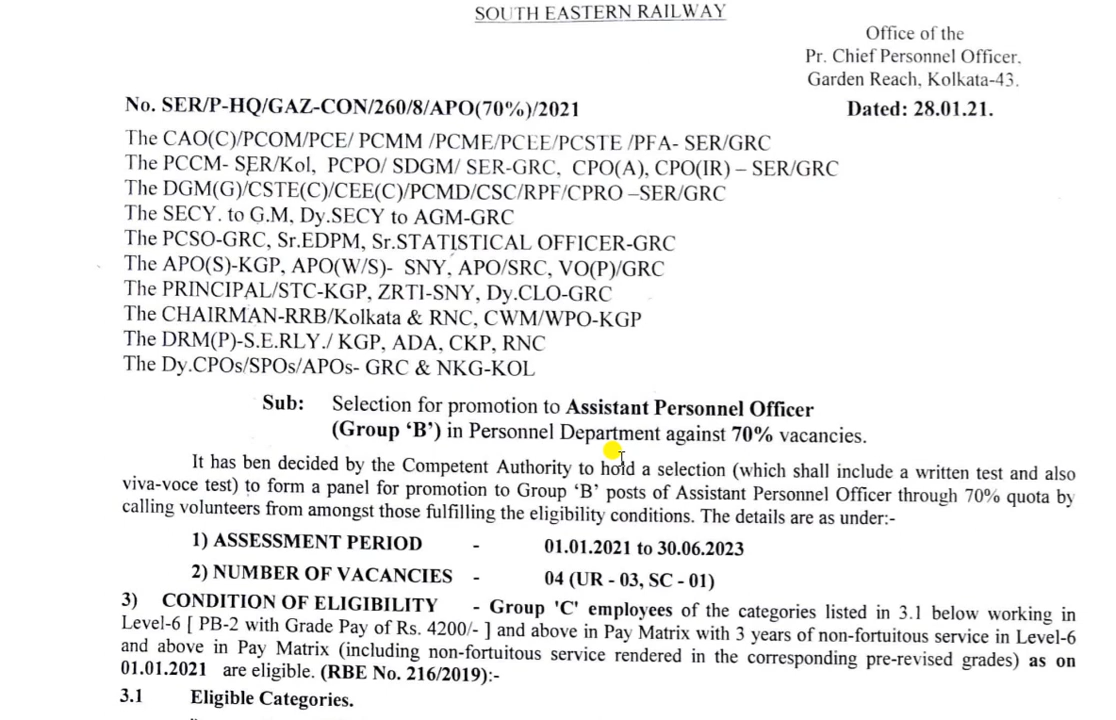 SOUTH EASTERN RAILWAY
Office of the
Pr. Chief Personnel Officer.
Garden Reach, Kolkata-43.
No. SER/P-HQ/GAZ-CON/260/8/APO(70%)/2021 Dated: 28.01.21.
The CAO(C)/PCOM/PCE/ PCMM /PCME/PCEE/PCSTE /PFA- SER/GRC
The PCCM- SER/Kol, PCPO/ SDGM/ SER-GRC, CPO(A), CPO(IR) – SER/GRC
The DGM(G)/CSTE(C)/CEE(C)/PCMD/CSC/RPF/CPRO –SER/GRC
The SECY. to G.M, Dy.SECY to AGM-GRC
The PCSO-GRC, Sr.EDPM, Sr.STATISTICAL OFFICER-GRC
The APO(S)-KGP, APO(W/S)- SNY, APO/SRC, VO(P)/GRC
The PRINCIPAL/STC-KGP, ZRTI-SNY, Dy.CLO-GRC
The CHAIRMAN-RRB/Kolkata & RNC, CWM/WPO-KGP
The DRM(P)-S.E.RLY./ KGP, ADA, CKP, RNC
The Dy.CPOs/SPOs/APOs- GRC & NKG-KOL
Sub: Selection for promotion to Assistant Personnel Officer
(Group ‘B’) in Personnel Department against 70% vacancies.
It has ben decided by the Competent Authority to hold a selection (which shall include a written test and also
viva-voce test) to form a panel for promotion to Group ‘B’ posts of Assistant Personnel Officer through 70% quota by
calling volunteers from amongst those fulfilling the eligibility conditions. The details are as under:-
1) ASSESSMENT PERIOD - 01.01.2021 to 30.06.2023
2) NUMBER OF VACANCIES - 04 (UR - 03, SC - 01)
3) CONDITION OF ELIGIBILITY - Group 'C' employees of the categories listed in 3.1 below working in
Level-6 [ PB-2 with Grade Pay of Rs. 4200/- ] and above in Pay Matrix with 3 years of non-fortuitous service in Level-6
and above in Pay Matrix (including non-fortuitous service rendered in the corresponding pre-revised grades) as on
01.01.2021 are eligible. (RBE No. 216/2019):-
3.1 Eligible Categories.